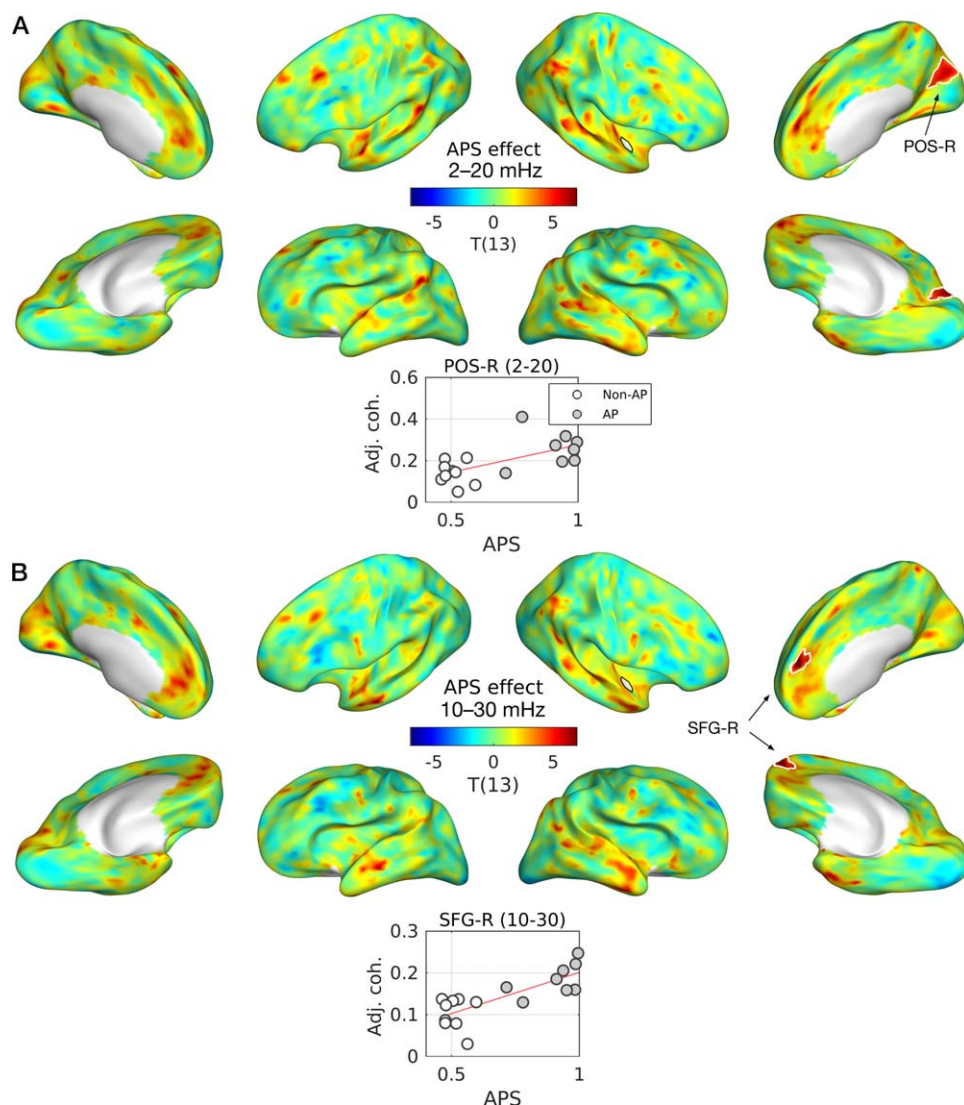 A
POS-R
APS effect
2–20 mHz
-5 0 5
T(13)
POS-R (2-20)
0.6
Non-AP
AP
0.4
0.2
0
Adj. coh.
0.5 1
APS
B
APS effect
10–30 mHz
SFG-R
-5 0 5
T(13)
SFG-R (10-30)
0.3
0.2
0.1
0
Adj. coh.
0.5 1
APS